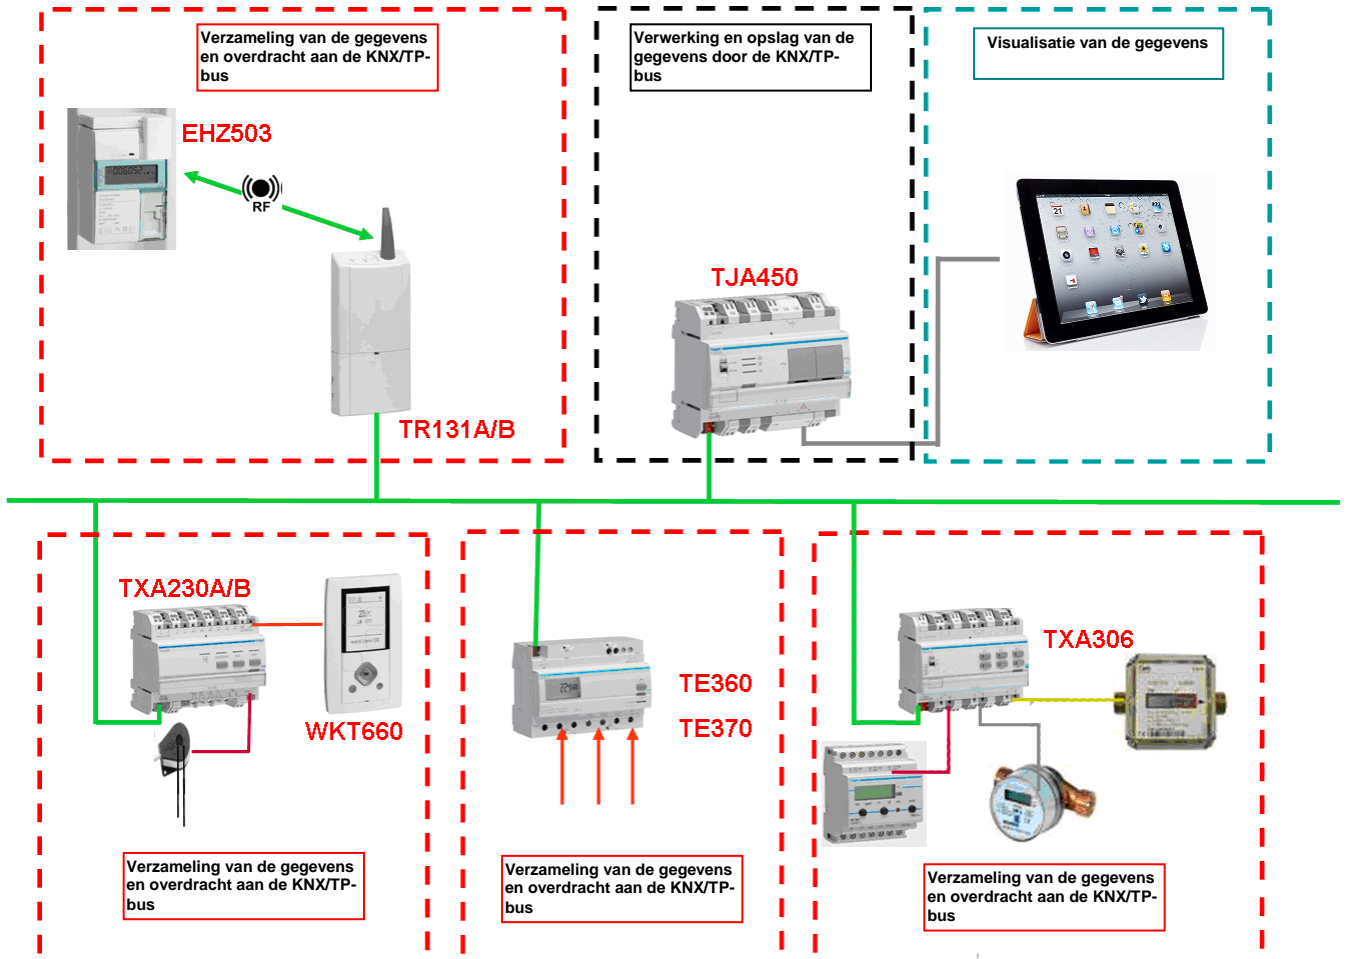 Verzameling van de gegevens
en overdracht aan de KNX/TP-
bus
Verwerking en opslag van de
gegevens door de KNX/TP-
bus
Visualisatie van de gegevens
EHZ503
RF
TJA450
TR131A/B
TXA230A/B
WKT660
TE360
TE370
TXA306
Verzameling van de gegevens
en overdracht aan de KNX/TP-
bus
Verzameling van de gegevens
en overdracht aan de KNX/TP-
bus
Verzameling van de gegevens
en overdracht aan de KNX/TP-
bus